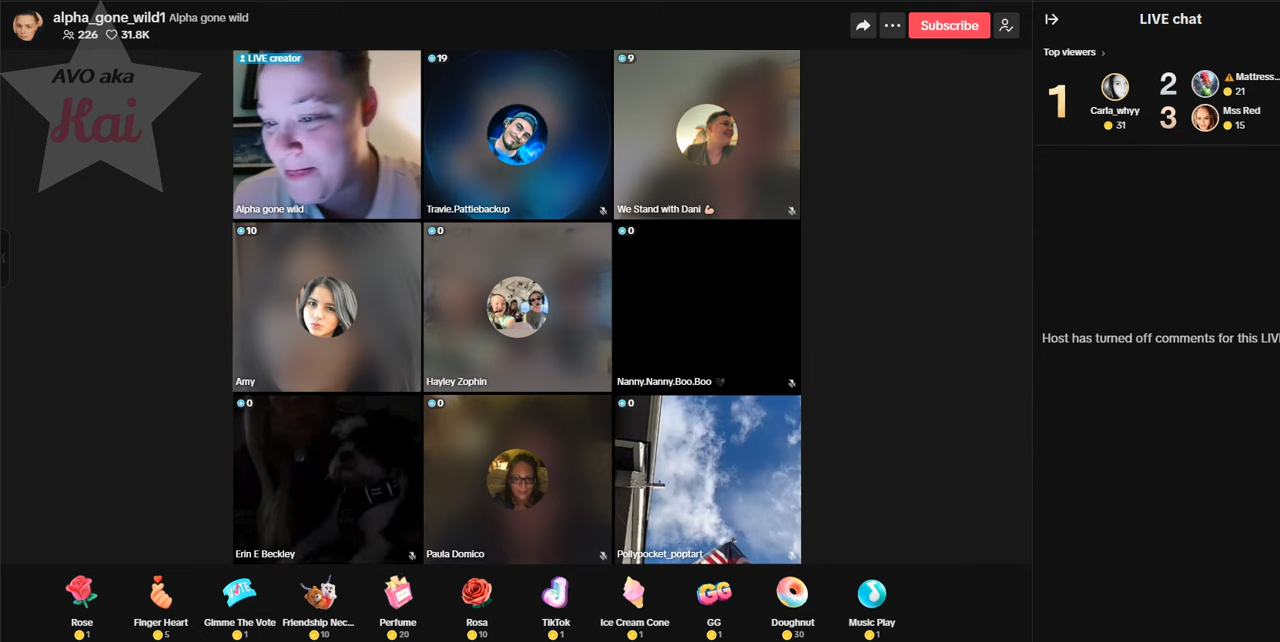 alpha_gone_wild1 Alpha gone wild
226 31.8K
Subscribe
AVO aka
Kai
LIVE creator
Alpha gone wild
19
Travie.Pattiebackup
9
We Stand with Dani 💪🏼
10
Amy
0
Hayley Zophin
0
Nanny.Nanny.Boo.Boo 🖤
0
Erin E Beckley
0
Paula Domico
0
Pollypocket_poptart
Rose
1
Finger Heart
5
VOTE
Gimme The Vote
1
Friendship Nec...
10
Perfume
20
Rosa
10
TikTok
1
Ice Cream Cone
1
GG
GG
1
Doughnut
30
Music Play
1
LIVE chat
Top viewers >
1
Carla_whyy
31
2
⚠Mattress...
21
3
Mss Red
15
Host has turned off comments for this LIV